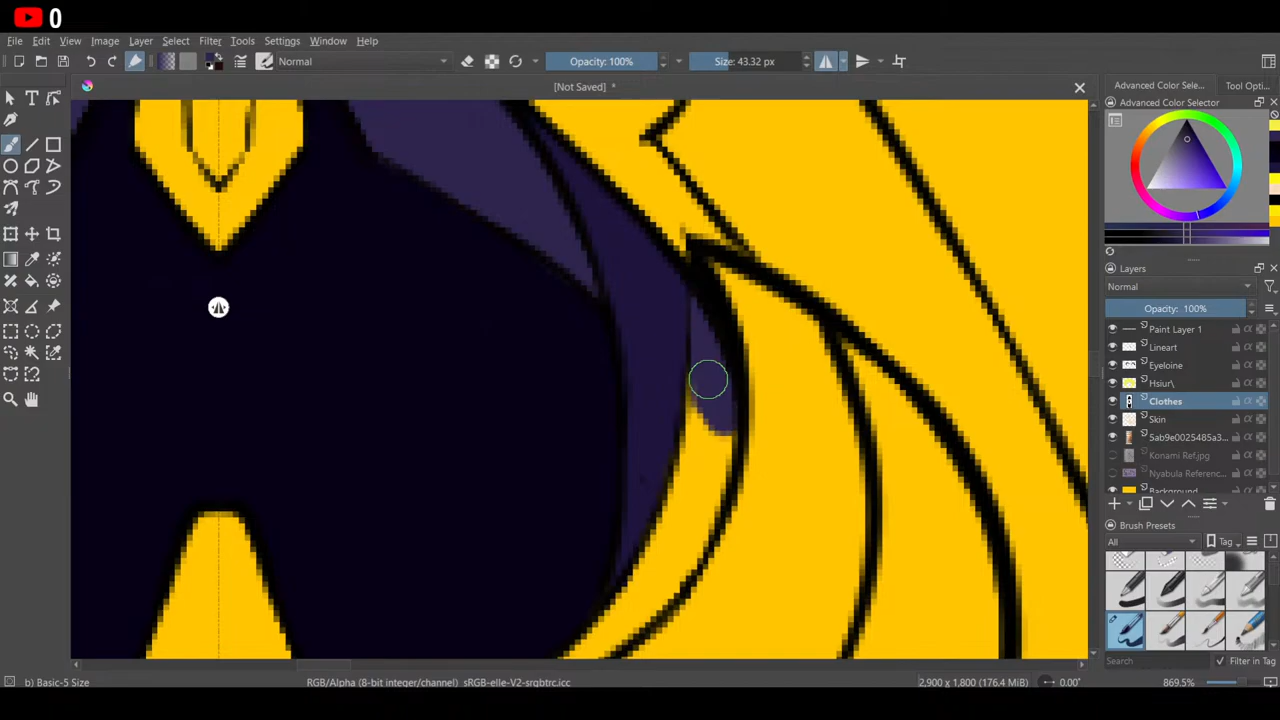 0
File Edit View Image Layer Select Filter Tools Settings Window Help
Normal Opacity: 100% Size: 43.32 px
[Not Saved] *
Advanced Color Sele... Tool Opti...
Advanced Color Selector
Layers
Normal
Opacity: 100%
Paint Layer 1
Lineart
Eyeloine
Hsiur\
Clothes
Skin
5ab9e0025485a3...
Konami Ref.jpg
Nyabula Referenc...
Background
Brush Presets
All Tag
Search Filter in Tag
b) Basic-5 Size RGB/Alpha (8-bit integer/channel) sRGB-elle-V2-srgbtrc.icc 2,900 x 1,800 (176.4 MiB) 0.00° 869.5%